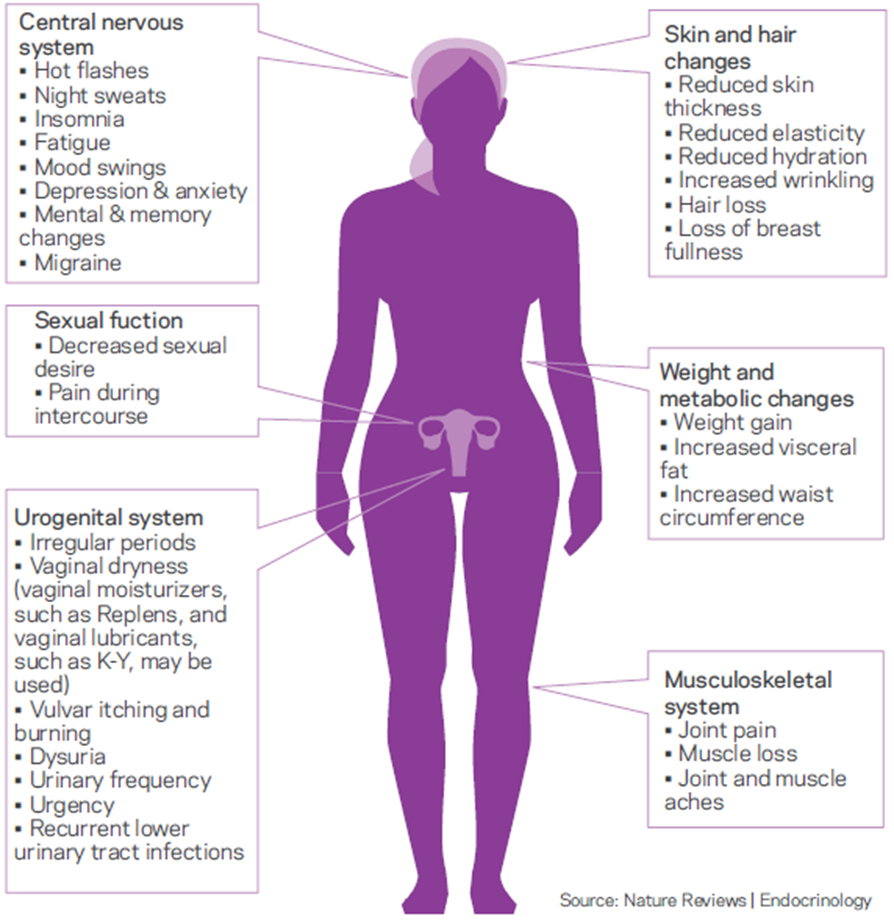 Central nervous
system
▪ Hot flashes
▪ Night sweats
▪ Insomnia
▪ Fatigue
▪ Mood swings
▪ Depression & anxiety
▪ Mental & memory
changes
▪ Migraine
Sexual fuction
▪ Decreased sexual
desire
▪ Pain during
intercourse
Urogenital system
▪ Irregular periods
▪ Vaginal dryness
(vaginal moisturizers,
such as Replens, and
vaginal lubricants,
such as K-Y, may be
used)
▪ Vulvar itching and
burning
▪ Dysuria
▪ Urinary frequency
▪ Urgency
▪ Recurrent lower
urinary tract infections
Skin and hair
changes
▪ Reduced skin
thickness
▪ Reduced elasticity
▪ Reduced hydration
▪ Increased wrinkling
▪ Hair loss
▪ Loss of breast
fullness
Weight and
metabolic changes
▪ Weight gain
▪ Increased visceral
fat
▪ Increased waist
circumference
Musculoskeletal
system
▪ Joint pain
▪ Muscle loss
▪ Joint and muscle
aches
Source: Nature Reviews | Endocrinology